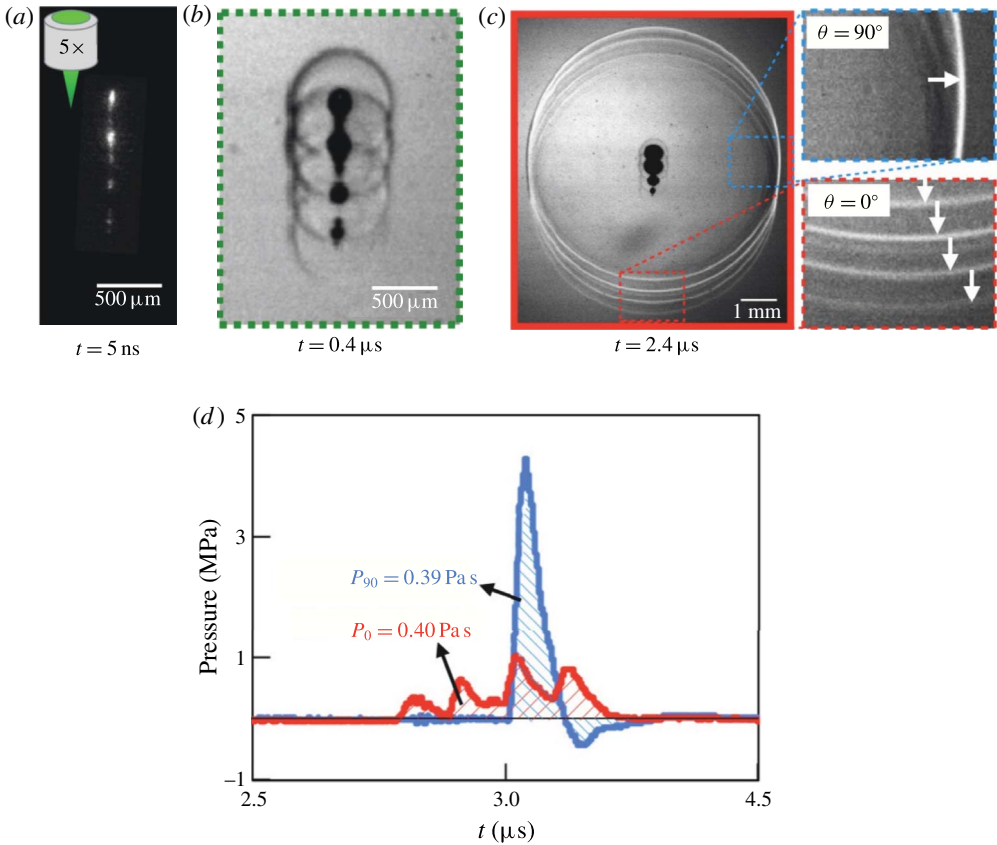 (a)
5×
500 μm
t = 5 ns
(b)
500 μm
t = 0.4 μs
(c)
1 mm
t = 2.4 μs
θ = 90°
θ = 0°
(d)
Pressure (MPa)
5
3
1
–1
P90 = 0.39 Pa s
P0 = 0.40 Pa s
2.5
3.0
4.5
t (μs)